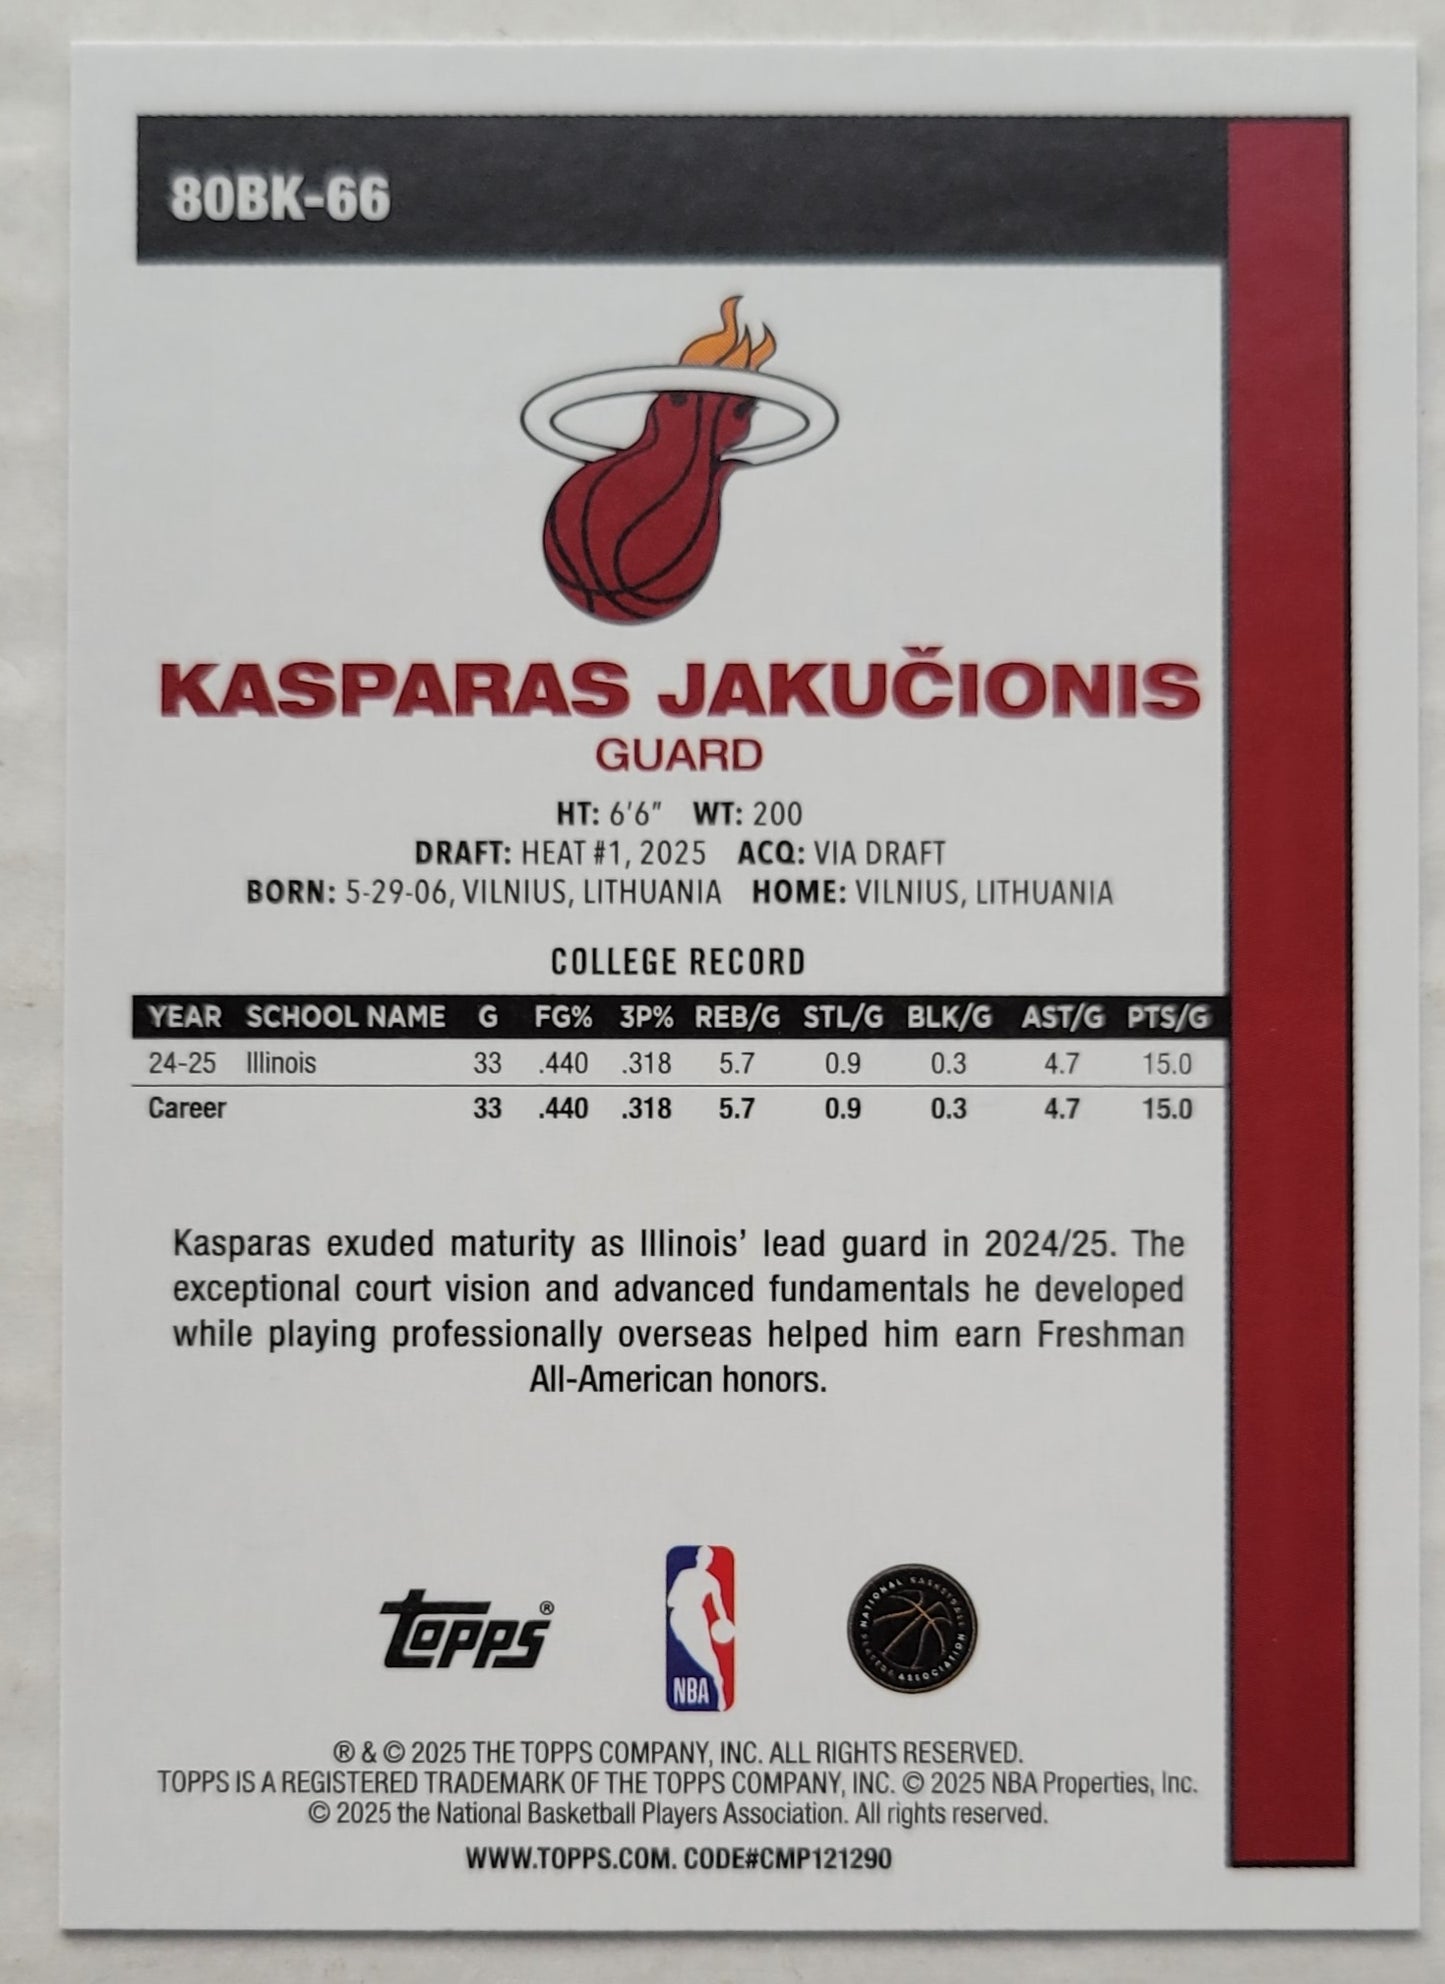 80BK-66
KASPARAS JAKUČIONIS
GUARD
HT: 6'6" WT: 200
DRAFT: HEAT #1, 2025 ACQ: VIA DRAFT
BORN: 5-29-06, VILNIUS, LITHUANIA HOME: VILNIUS, LITHUANIA
COLLEGE RECORD
YEAR SCHOOL NAME G FG% 3P% REB/G STL/G BLK/G AST/G PTS/G
24-25 Illinois 33 .440 .318 5.7 0.9 0.3 4.7 15.0
Career 33 .440 .318 5.7 0.9 0.3 4.7 15.0
Kasparas exuded maturity as Illinois' lead guard in 2024/25. The
exceptional court vision and advanced fundamentals he developed
while playing professionally overseas helped him earn Freshman
All-American honors.
Topps®
NBA
NATIONAL BASKETBALL PLAYERS ASSOCIATION
® & © 2025 THE TOPPS COMPANY, INC. ALL RIGHTS RESERVED.
TOPPS IS A REGISTERED TRADEMARK OF THE TOPPS COMPANY, INC. © 2025 NBA Properties, Inc.
© 2025 the National Basketball Players Association. All rights reserved.
WWW.TOPPS.COM. CODE#CMP121290